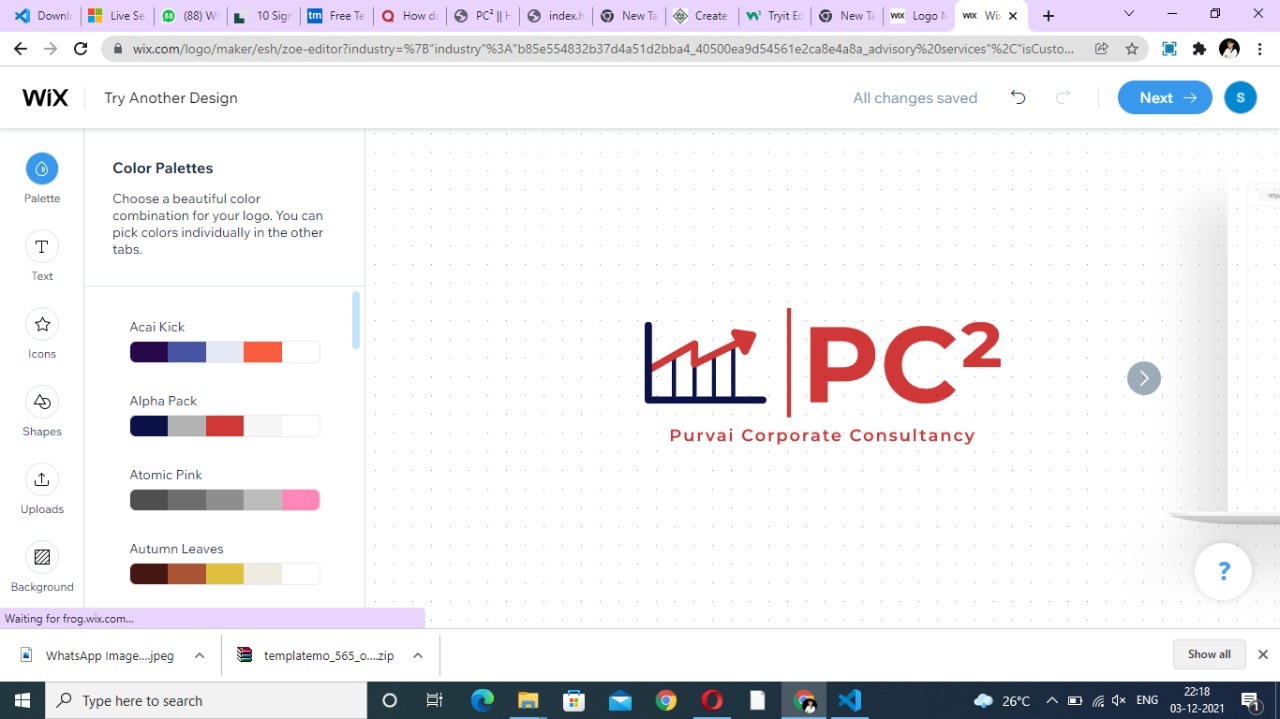 Downl
Live Se
(88) W
10 Sign
Free Te
How do
PC² || H
index.h
New Ta
Create
Tryit Ed
New Ta
Logo M
Wix
wix.com/logo/maker/esh/zoe-editor?industry=%7B"industry"%3A"b85e554832b37d4a51d2bba4_40500ea9d54561e2ca8e4a8a_advisory%20services"%2C"isCusto...
WiX
Try Another Design
All changes saved
Next
S
Palette
Text
Icons
Shapes
Uploads
Background
Color Palettes
Choose a beautiful color
combination for your logo. You can
pick colors individually in the other
tabs.
Acai Kick
Alpha Pack
Atomic Pink
Autumn Leaves
PC²
Purvai Corporate Consultancy
?
Waiting for frog.wix.com...
WhatsApp Image....jpeg
templatemo_565_o....zip
Show all
Type here to search
26°C
ENG
22:18
03-12-2021
1